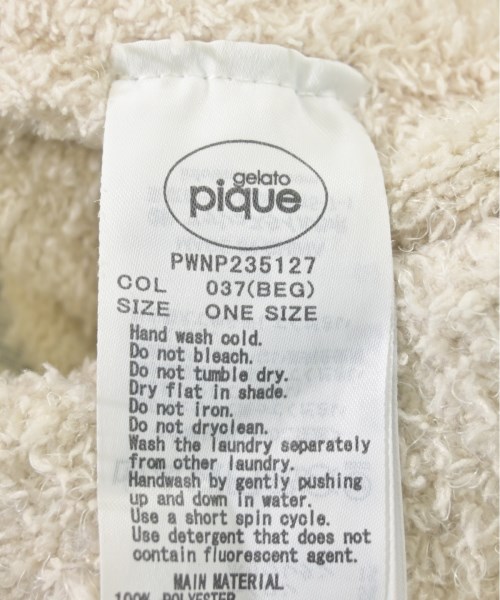 gelato
pique
PWNP235127
COL 037(BEG)
SIZE ONE SIZE
Hand wash cold.
Do not bleach.
Do not tumble dry.
Dry flat in shade.
Do not iron.
Do not dryclean.
Wash the laundry separately
from other laundry.
Handwash by gently pushing
up and down in water.
Use a short spin cycle.
Use detergent that does not
contain fluorescent agent.
MAIN MATERIAL
100% POLYESTER